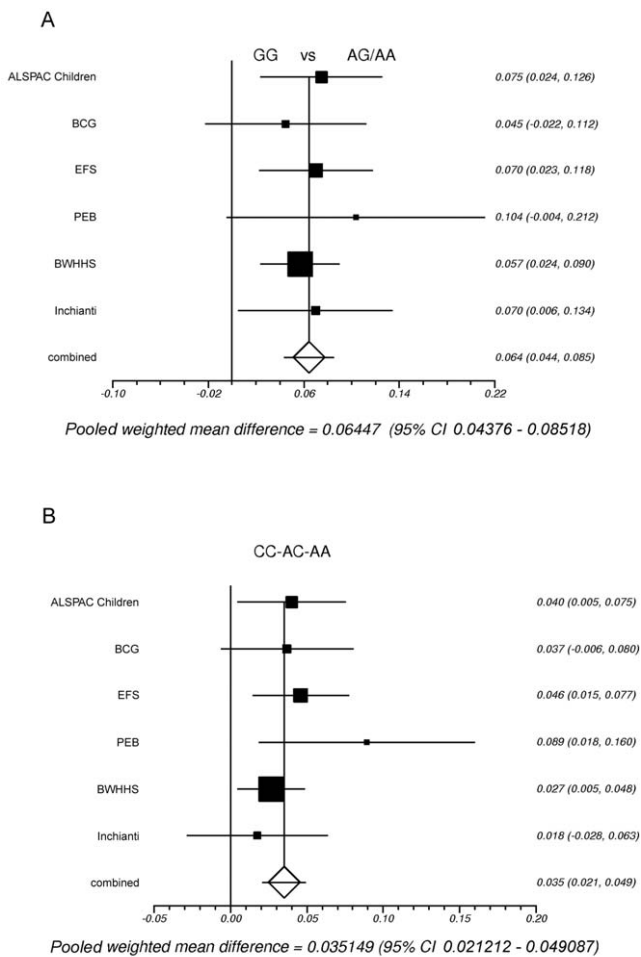 A
GG vs AG/AA
ALSPAC Children 0.075 (0.024, 0.126)
BCG 0.045 (-0.022, 0.112)
EFS 0.070 (0.023, 0.118)
PEB 0.104 (-0.004, 0.212)
BWHHS 0.057 (0.024, 0.090)
Inchianti 0.070 (0.006, 0.134)
combined 0.064 (0.044, 0.085)
-0.10 -0.02 0.06 0.14 0.22
Pooled weighted mean difference = 0.06447 (95% CI 0.04376 - 0.08518)
B
CC-AC-AA
ALSPAC Children 0.040 (0.005, 0.075)
BCG 0.037 (-0.006, 0.080)
EFS 0.046 (0.015, 0.077)
PEB 0.089 (0.018, 0.160)
BWHHS 0.027 (0.005, 0.048)
Inchianti 0.018 (-0.028, 0.063)
combined 0.035 (0.021, 0.049)
-0.05 0.00 0.05 0.10 0.15 0.20
Pooled weighted mean difference = 0.035149 (95% CI 0.021212 - 0.049087)